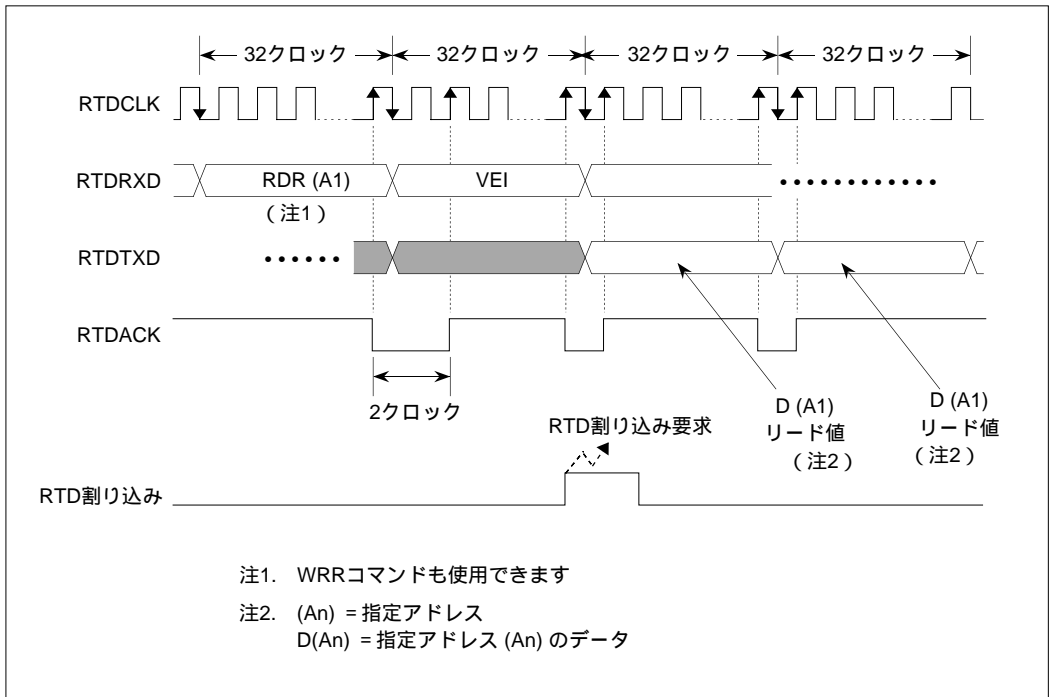 32クロック 32クロック 32クロック 32クロック
RTDCLK
RTDRXD RDR (A1) VEI
(注1)
RTDTXD
RTDACK
2クロック
D (A1)
リード値
(注2)
D (A1)
リード値
(注2)
RTD割り込み要求
RTD割り込み
注1. WRRコマンドも使用できます
注2. (An) = 指定アドレス
D(An) = 指定アドレス (An) のデータ